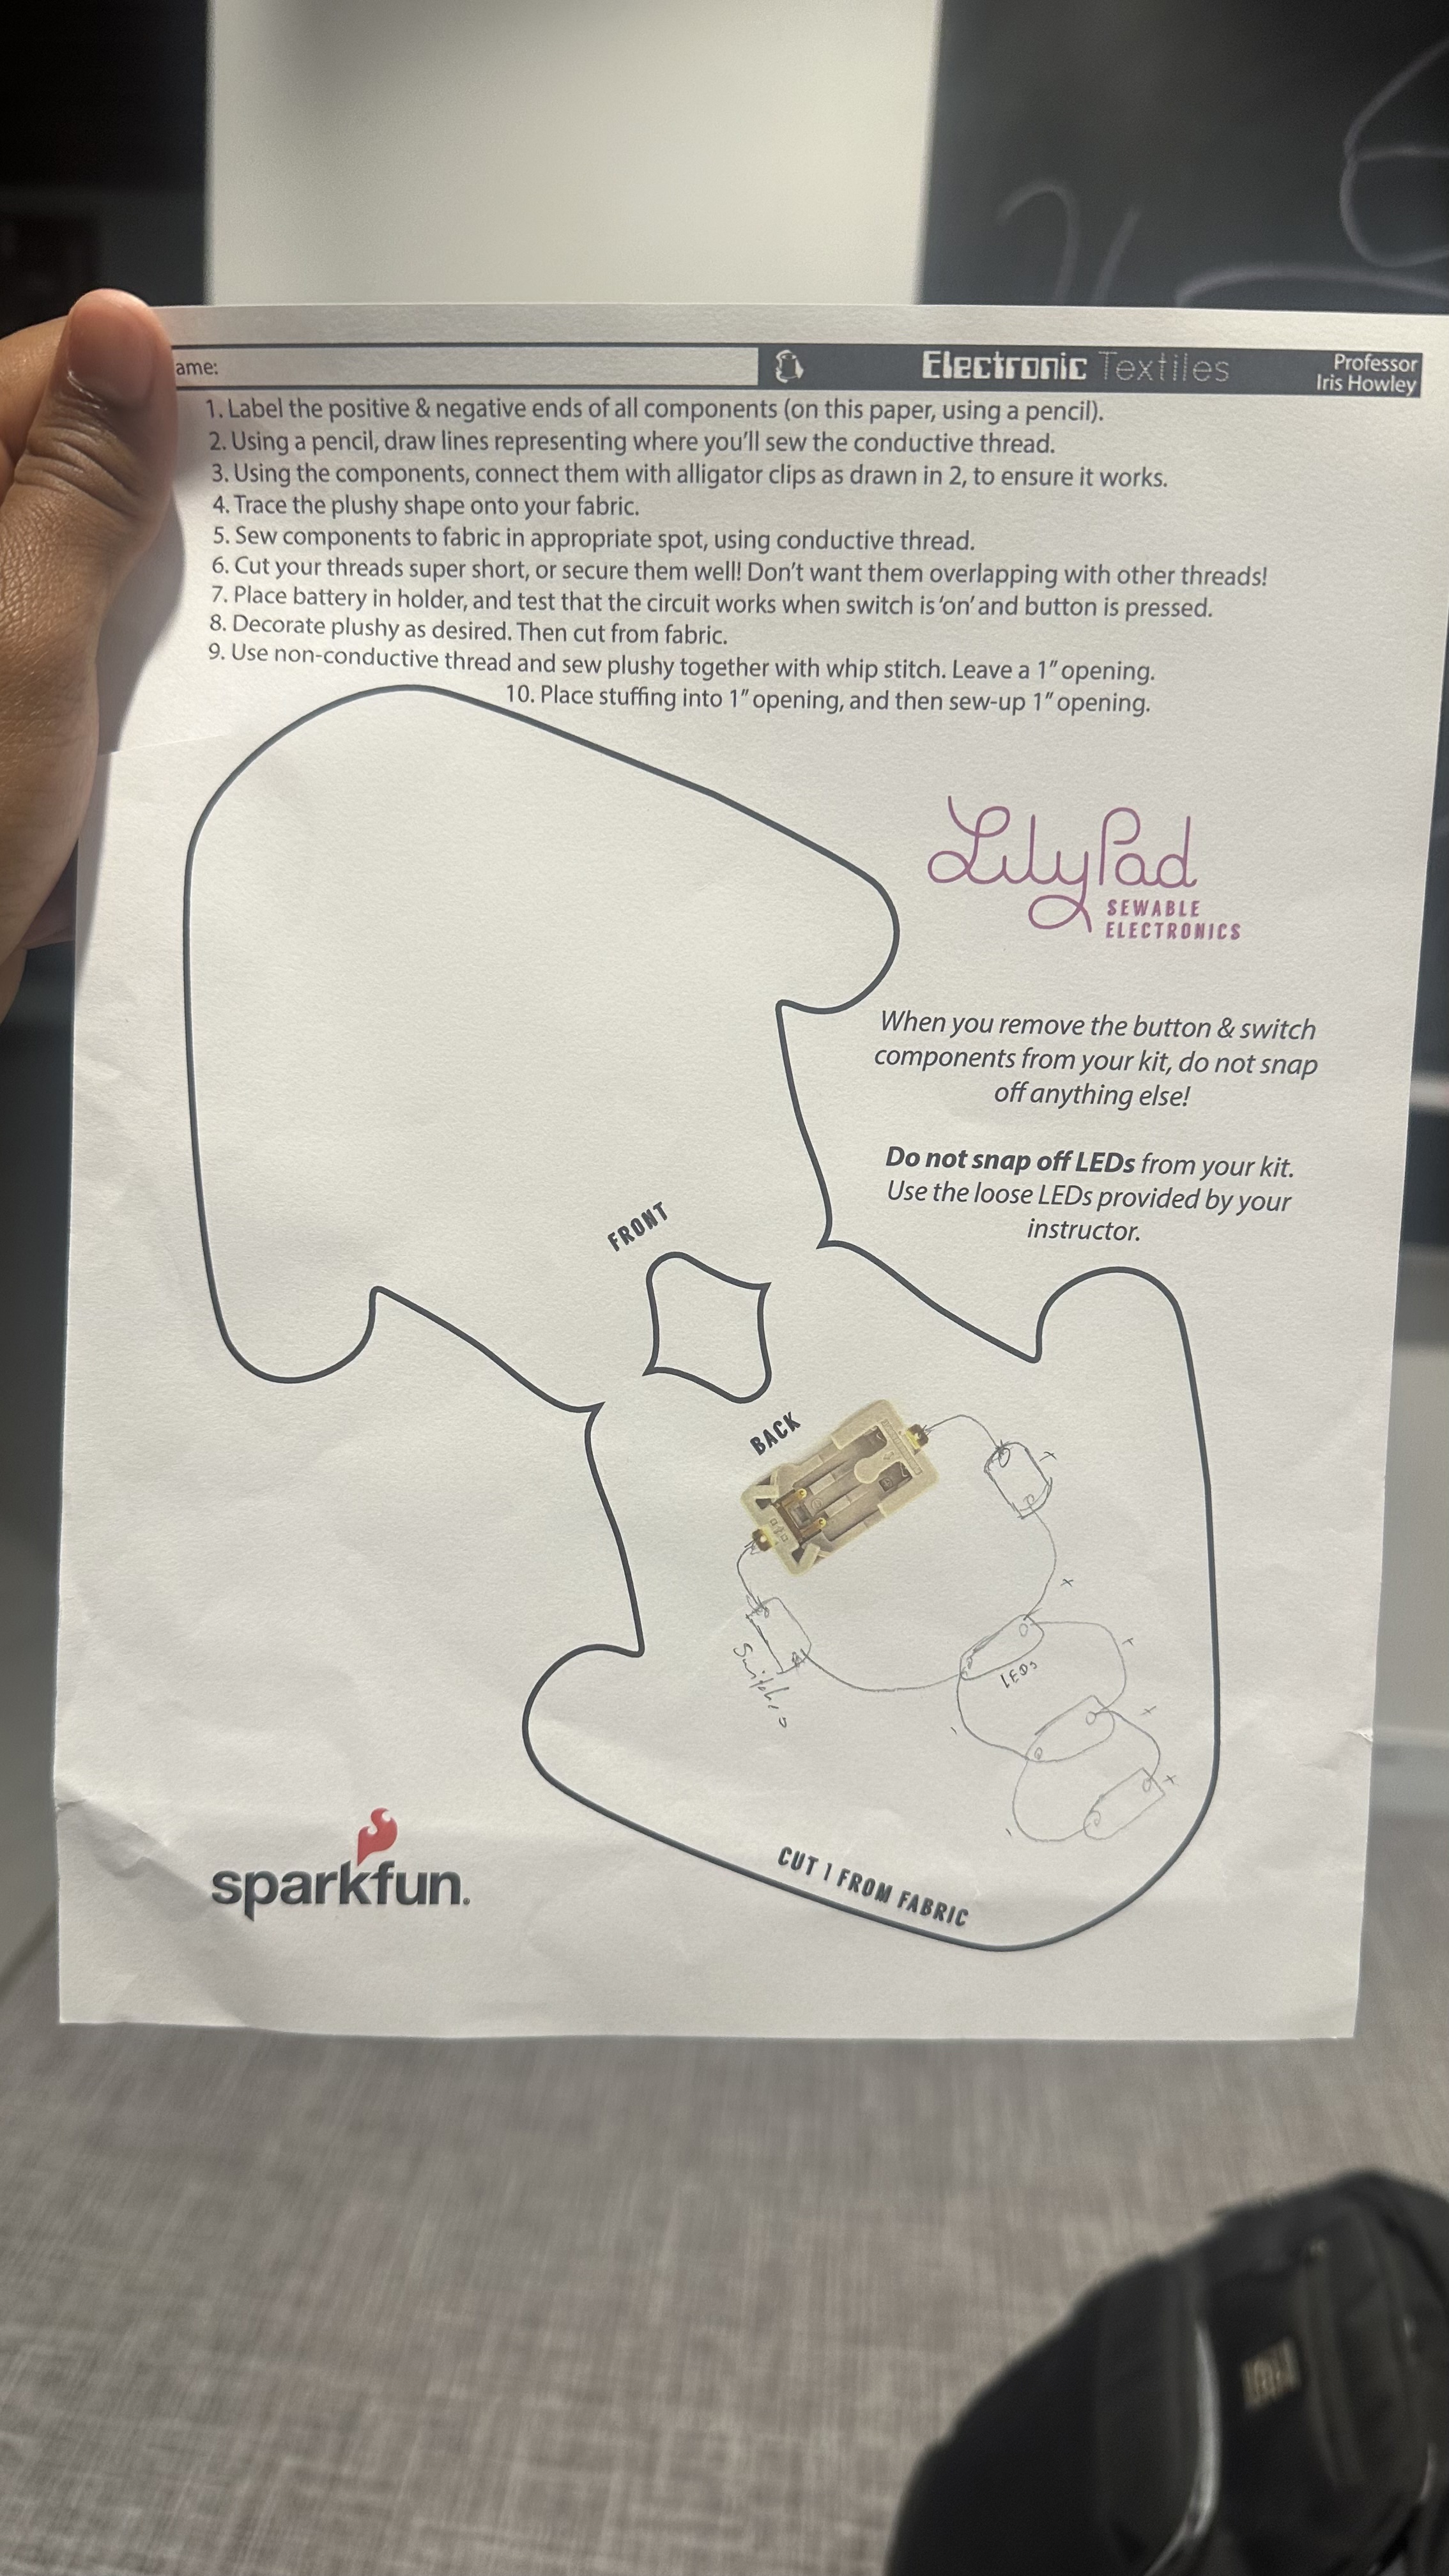 ame:
Electronic Textiles
Professor
Iris Howley
1. Label the positive & negative ends of all components (on this paper, using a pencil).
2. Using a pencil, draw lines representing where you'll sew the conductive thread.
3. Using the components, connect them with alligator clips as drawn in 2, to ensure it works.
4. Trace the plushy shape onto your fabric.
5. Sew components to fabric in appropriate spot, using conductive thread.
6. Cut your threads super short, or secure them well! Don't want them overlapping with other threads!
7. Place battery in holder, and test that the circuit works when switch is 'on' and button is pressed.
8. Decorate plushy as desired. Then cut from fabric.
9. Use non-conductive thread and sew plushy together with whip stitch. Leave a 1" opening.
10. Place stuffing into 1" opening, and then sew-up 1" opening.
LilyPad
SEWABLE
ELECTRONICS
When you remove the button & switch
components from your kit, do not snap
off anything else!
Do not snap off LEDs from your kit.
Use the loose LEDs provided by your
instructor.
FRONT
BACK
+
+
+
LEDs
+
-
+
-
CUT 1 FROM FABRIC
sparkfun.